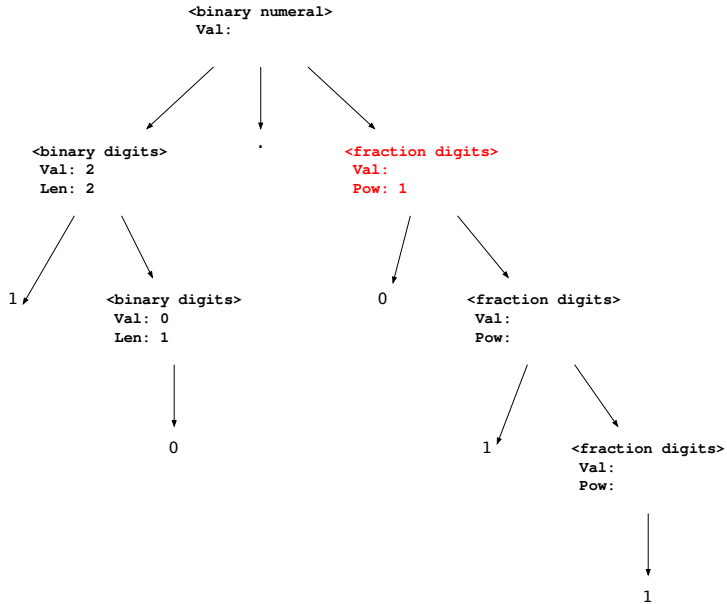 <binary numeral>
Val:
<binary digits>
Val: 2
Len: 2
.
<fraction digits>
Val:
Pow: 1
1
<binary digits>
Val: 0
Len: 1
0
<fraction digits>
Val:
Pow:
0
1
<fraction digits>
Val:
Pow:
1